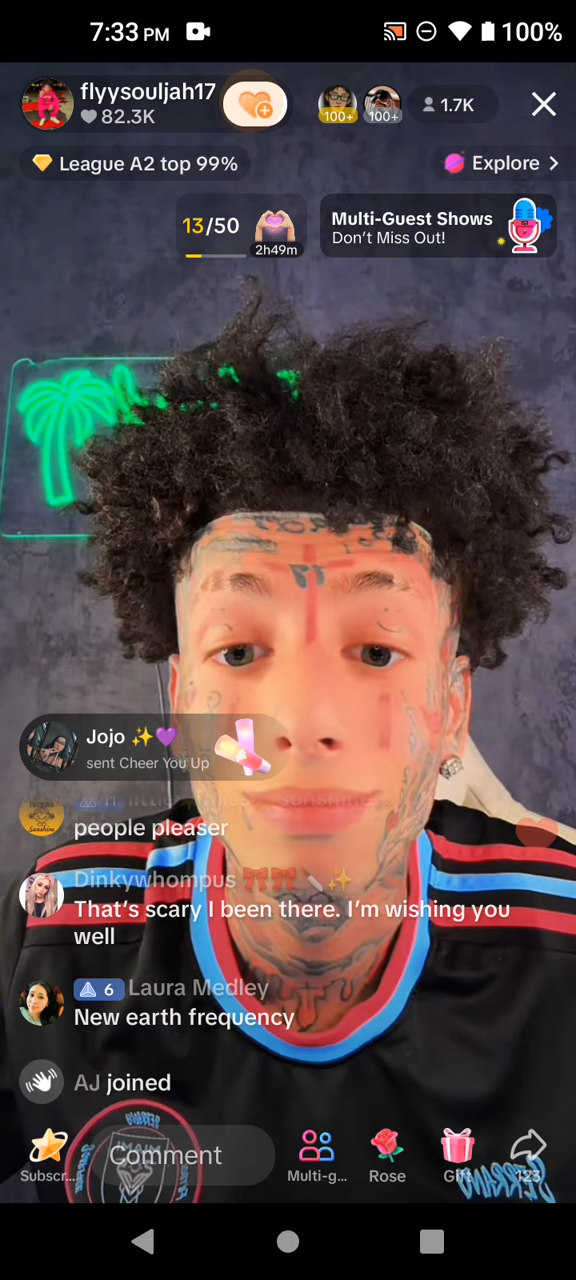 7:33 PM
100%
flyysouljah17
82.3K
100+
100+
1.7K
League A2 top 99%
Explore
13/50
2h49m
Multi-Guest Shows
Don't Miss Out!
17
Jojo ✨💜
sent Cheer You Up
people pleaser
Dinkywhompus
That's scary I been there. I'm wishing you
well
6 Laura Medley
New earth frequency
AJ joined
Comment
Subscr...
Multi-g...
Rose
Gift
123